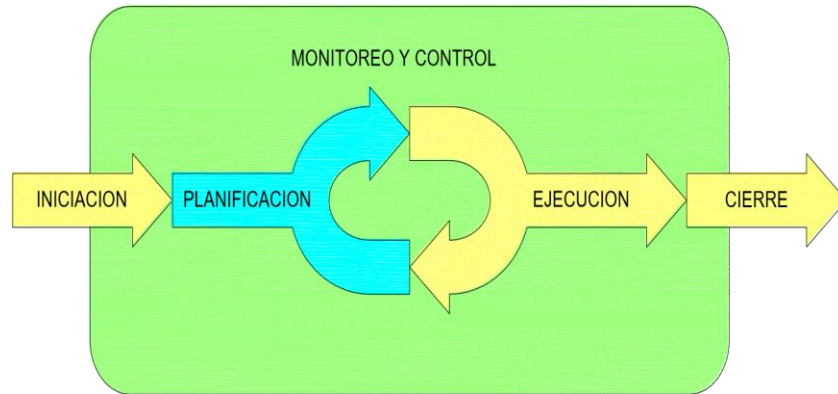 MONITOREO Y CONTROL
INICIACION
PLANIFICACION
EJECUCION
CIERRE